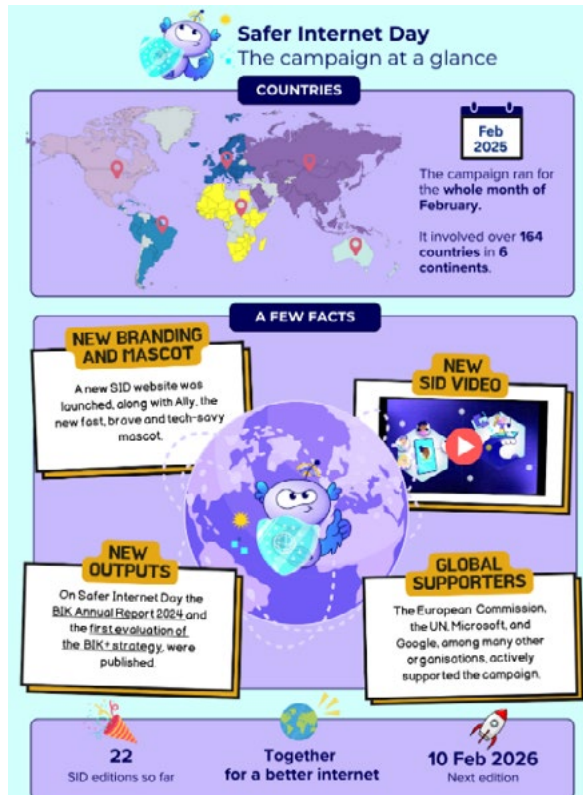 Safer Internet Day
The campaign at a glance
COUNTRIES
Feb
2025
The campaign ran for
the whole month of
February.
It involved over 164
countries in 6
continents.
A FEW FACTS
NEW BRANDING
AND MASCOT
A new SID website was
launched, along with Ally, the
new fast, brave and tech-savy
mascot.
NEW
SID VIDEO
NEW
OUTPUTS
On Safer Internet Day the
BIK Annual Report 2024 and
the first evaluation of
the BIK+ strategy, were
published.
GLOBAL
SUPPORTERS
The European Commission,
the UN, Microsoft, and
Google, among many other
organisations, actively
supported the campaign.
22
SID editions so far
Together
for a better internet
10 Feb 2026
Next edition